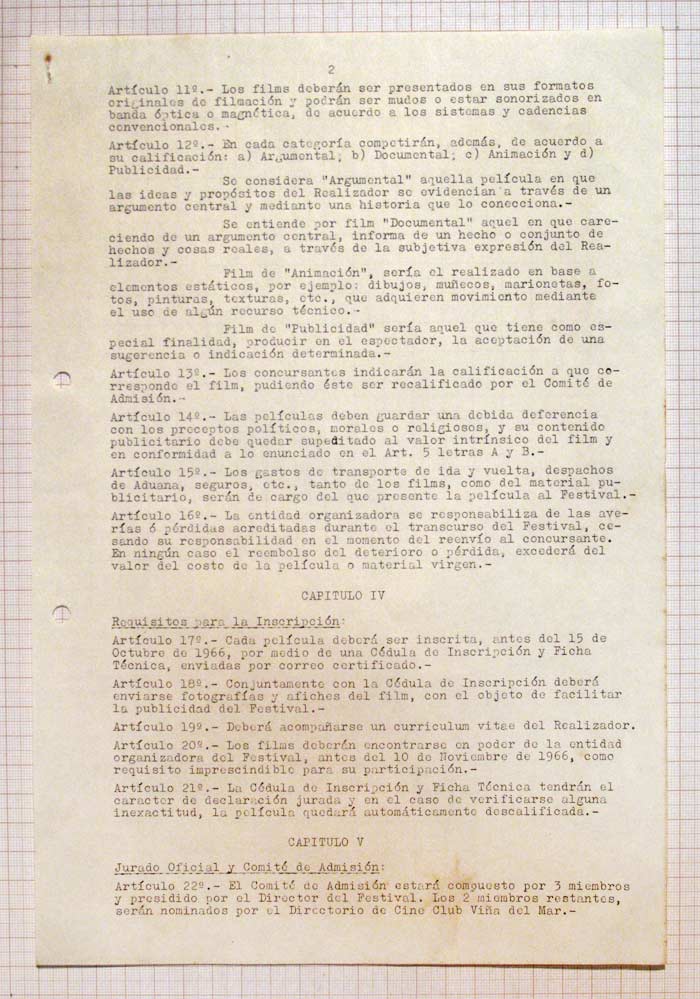 2
Artículo 11º.- Los films deberán ser presentados en sus formatos
originales de filmación y podrán ser mudos o estar sonorizados en
banda óptica o magnética, de acuerdo a los sistemas y cadencias
convencionales.-
Artículo 12º.- En cada categoría competirán, además, de acuerdo a
su calificación: a) Argumental; b) Documental; c) Animación y d)
Publicidad.-
Se considera "Argumental" aquella película en que
las ideas y propósitos del Realizador se evidencian a través de un
argumento central y mediante una historia que lo conecciona.-
Se entiende por film "Documental" aquel en que care-
ciendo de un argumento central, informa de un hecho o conjunto de
hechos y cosas reales, a través de la subjetiva expresión del Rea-
lizador.-
Film de "Animación", sería el realizado en base a
elementos estáticos, por ejemplo: dibujos, muñecos, marionetas, fo-
tos, pinturas, texturas, etc., que adquieren movimiento mediante
el uso de algún recurso técnico.-
Film de "Publicidad" sería aquel que tiene como es-
pecial finalidad, producir en el espectador, la aceptación de una
sugerencia o indicación determinada.-
Artículo 13º.- Los concursantes indicarán la calificación a que co-
rresponde el film, pudiendo éste ser recalificado por el Comité de
Admisión.-
Artículo 14º.- Las películas deben guardar una debida deferencia
con los preceptos políticos, morales o religiosos, y su contenido
publicitario debe quedar supeditado al valor intrínsico del film y
en conformidad a lo enunciado en el Art. 5 letras A y B.-
Artículo 15º.- Los gastos de transporte de ida y vuelta, despachos
de Aduana, seguros, etc., tanto de los films, como del material pu-
blicitario, serán de cargo del que presente la película al Festival.-
Artículo 16º.- La entidad organizadora se responsabiliza de las ave-
rías ó pérdidas acreditadas durante el transcurso del Festival, ce-
sando su responsabilidad en el momento del reenvío al concursante.
En ningún caso el reembolso del deterioro o pérdida, excederá del
valor del costo de la película o material virgen.-
CAPITULO IV
Requisitos para la Inscripción:
Artículo 17º.- Cada película deberá ser inscrita, antes del 15 de
Octubre de 1966, por medio de una Cédula de Inscripción y Ficha
Técnica, enviadas por correo certificado.-
Artículo 18º.- Conjuntamente con la Cédula de Inscripción deberá
enviarse fotografías y afiches del film, con el objeto de facilitar
la publicidad del Festival.-
Artículo 19º.- Deberá acompañarse un curriculum vitae del Realizador.
Artículo 20º.- Los films deberán encontrarse en poder de la entidad
organizadora del Festival, antes del 10 de Noviembre de 1966, como
requisito imprescindible para su participación.-
Artículo 21º.- La Cédula de Inscripción y Ficha Técnica tendrán el
caracter de declaración jurada y en el caso de verificarse alguna
inexactitud, la película quedará automáticamente descalificada.-
CAPITULO V
Jurado Oficial y Comité de Admisión:
Artículo 22º.- El Comité de Admisión estará compuesto por 3 miembros
y presidido por el Director del Festival. Los 2 miembros restantes,
serán nominados por el Directorio de Cine Club Viña del Mar.-